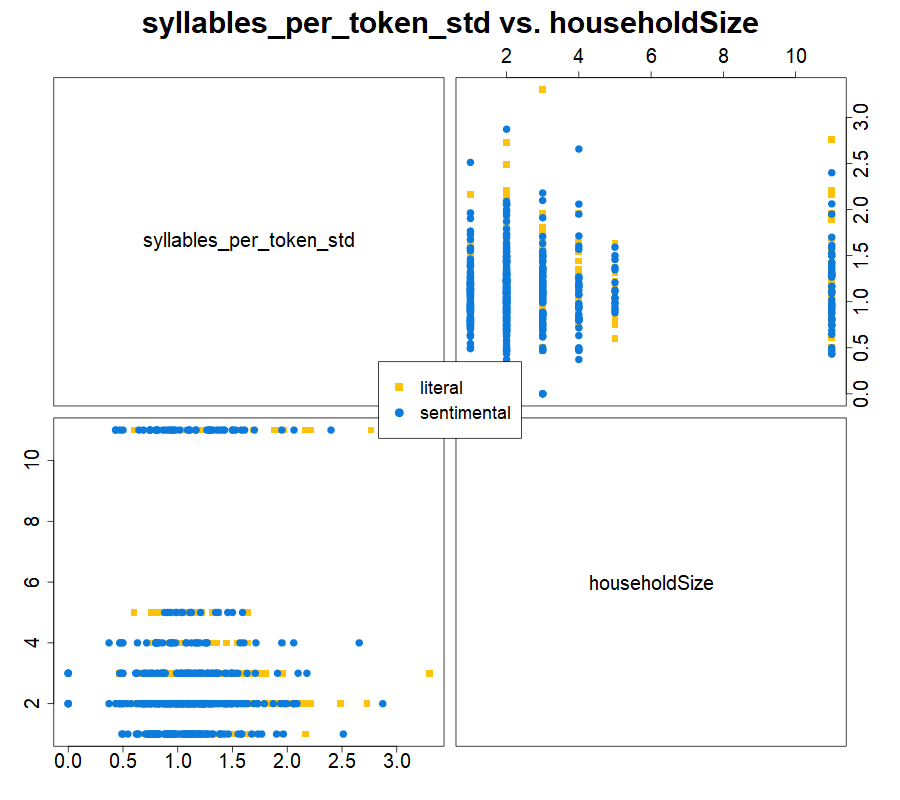 syllables_per_token_std vs. householdSize
2 4 6 8 10
syllables_per_token_std
0.0 0.5 1.0 1.5 2.0 2.5 3.0
literal
sentimental
2 4 6 8 10
householdSize
0.0 0.5 1.0 1.5 2.0 2.5 3.0